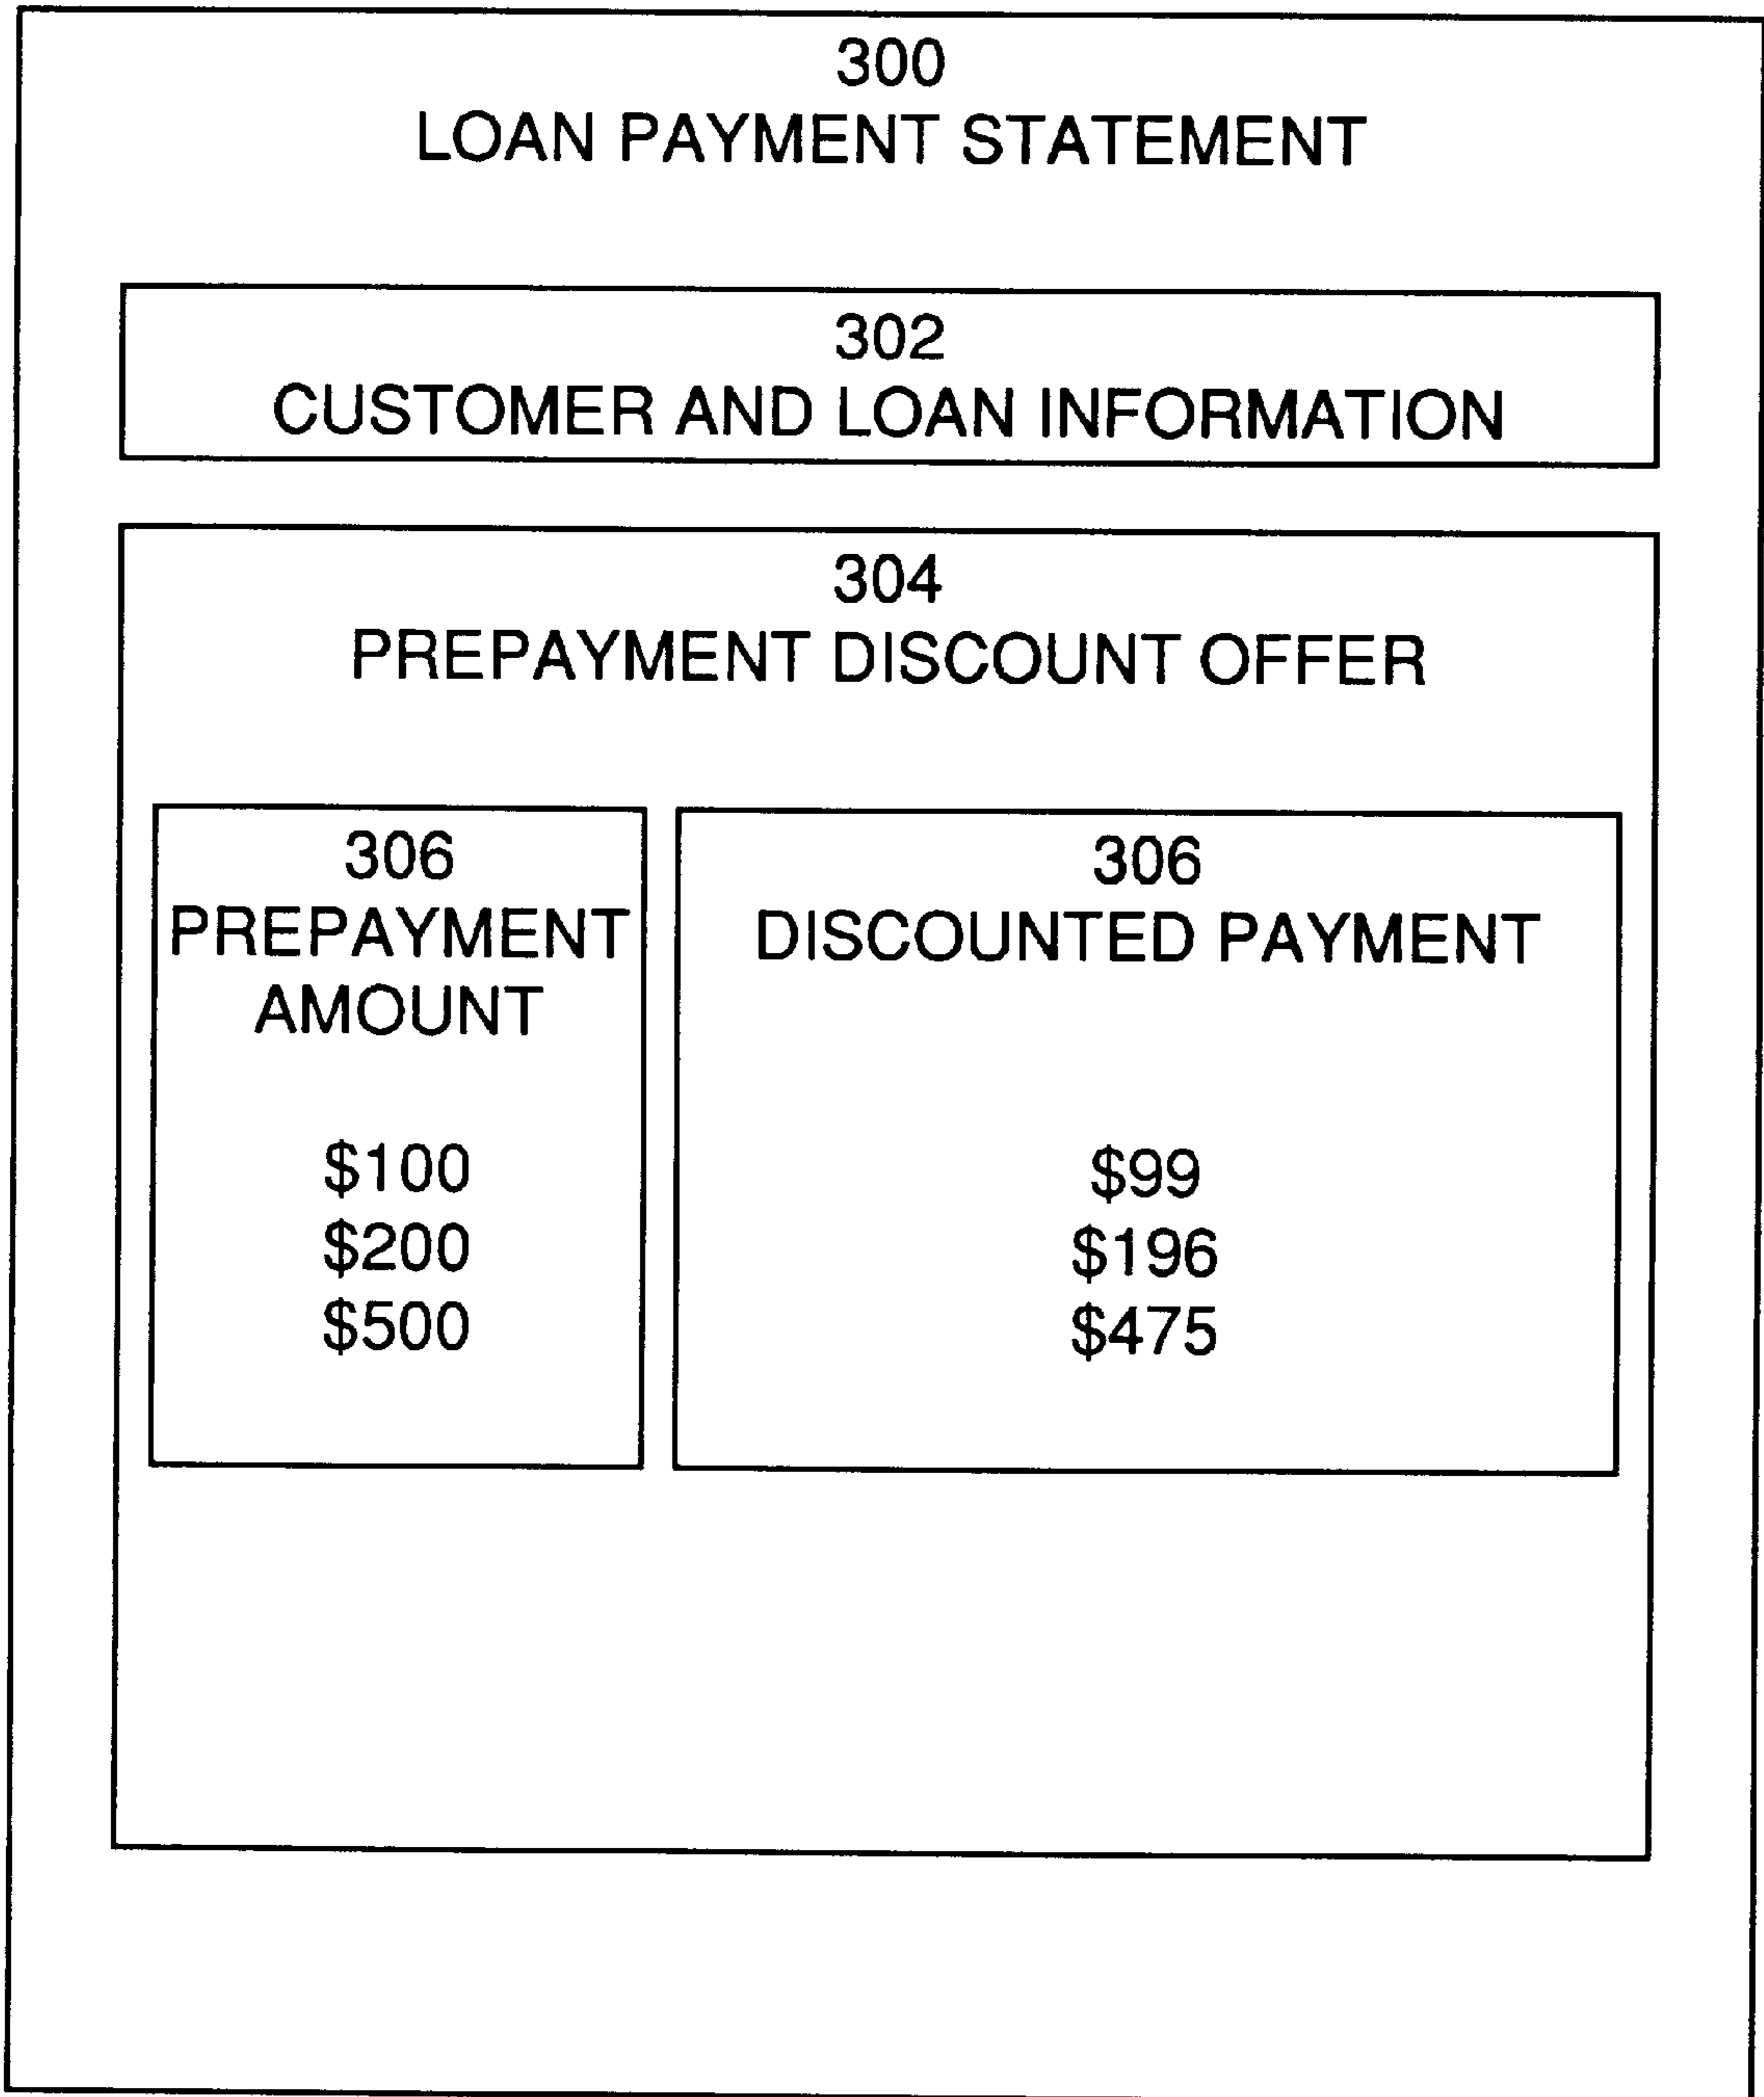 300
LOAN PAYMENT STATEMENT
302
CUSTOMER AND LOAN INFORMATION
304
PREPAYMENT DISCOUNT OFFER
306
PREPAYMENT
AMOUNT
$100
$200
$500
306
DISCOUNTED PAYMENT
$99
$196
$475